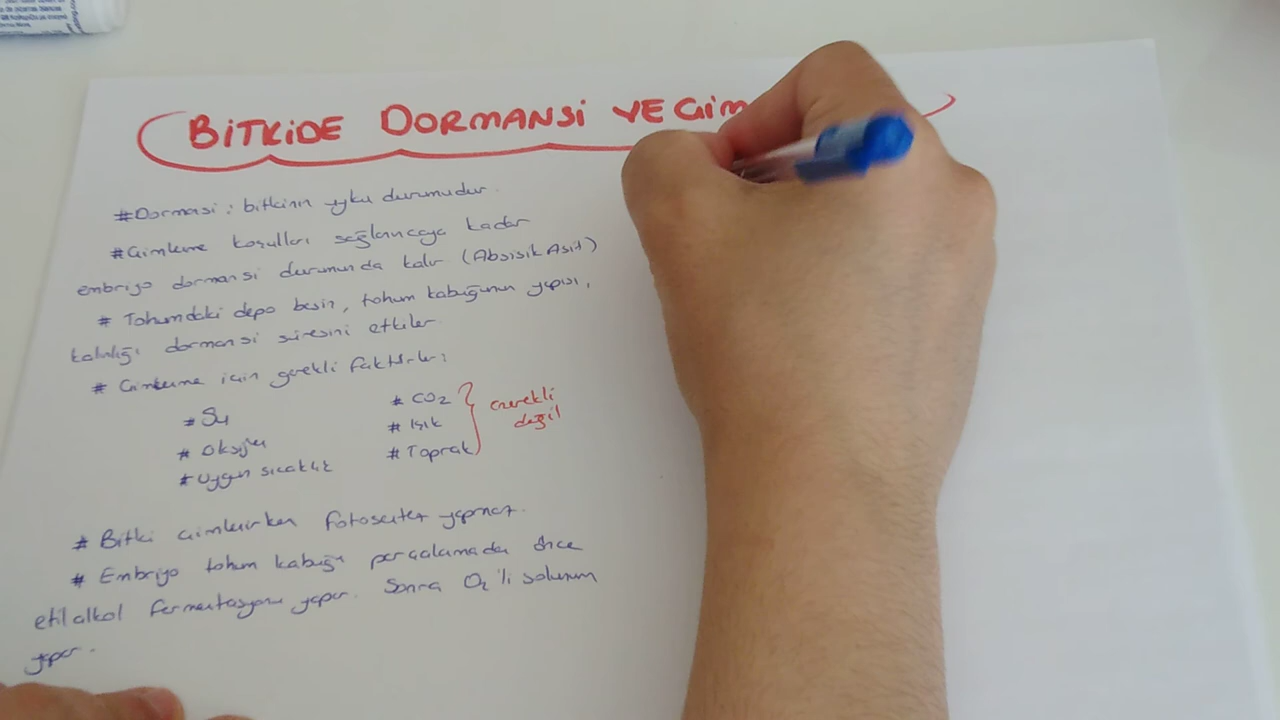 BİTKİDE DORMANSİ VE ÇİM
#Dormasi : bitkinin uyku durumudur.
#Çimlenme koşulları sağlanıncaya kadar
embriyo dormansi durumunda kalır (Absisik Asit)
# Tohumdaki depo besin, tohum kabuğunun yapısı,
kalınlığı dormansi süresini etkiler.
# Çimlenme için gerekli faktörler:
# Su
# Oksijen
# Uygun sıcaklık
# CO2
# Işık
# Toprak
Gerekli
değil
# Bitki çimlenirken fotosentez yapmaz.
# Embriyo tohum kabuğu parçalamadan önce
etil alkol fermantasyonu yapar. Sonra O2'li solunum
yapar.